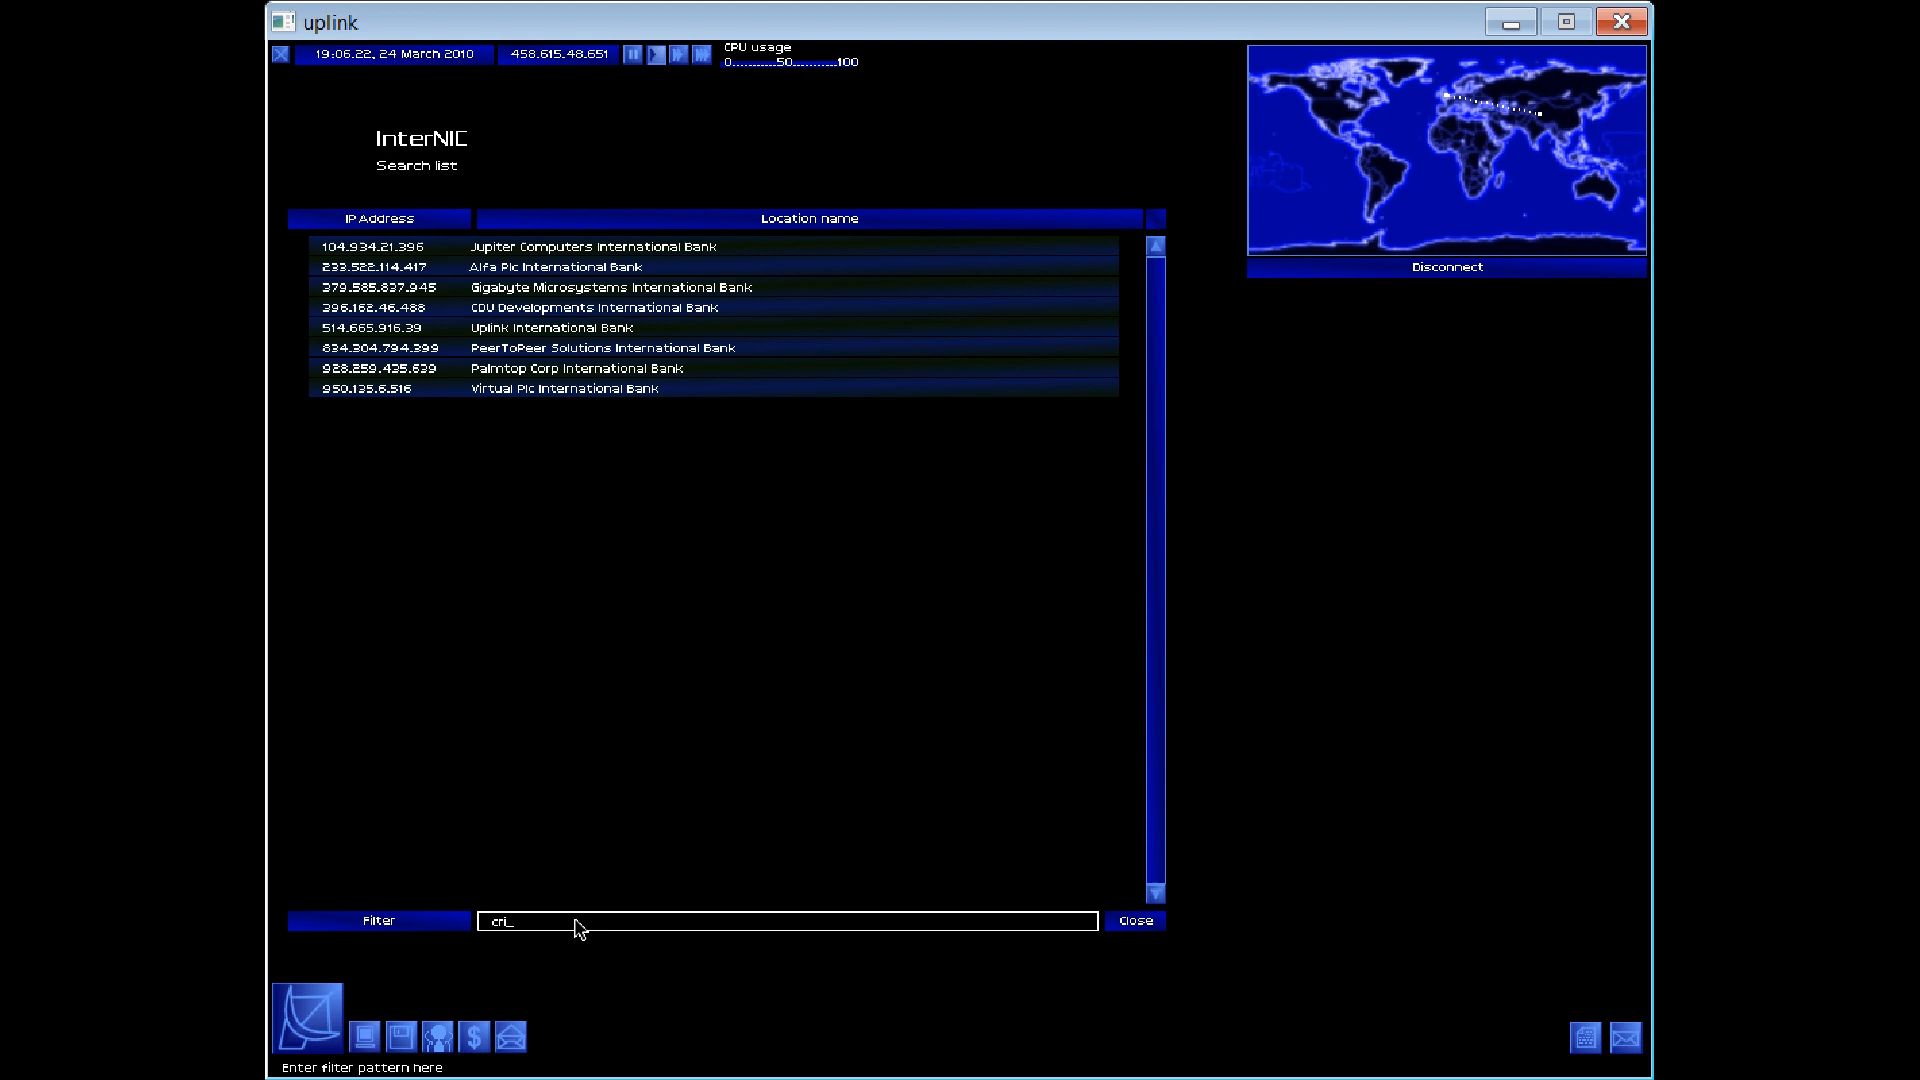 uplink
19:06.22, 24 March 2010
458.615.48.651
CPU usage
0...........50...........100
InterNIC
Search list
IP Address
Location name
104.934.21.396 Jupiter Computers International Bank
233.522.114.417 Alfa Plc International Bank
379.585.837.945 Gigabyte Microsystems International Bank
396.162.46.488 CDU Developments International Bank
514.665.916.39 Uplink International Bank
834.304.794.399 PeerToPeer Solutions International Bank
928.259.435.639 Palmtop Corp International Bank
950.135.6.516 Virtual Plc International Bank
Disconnect
Filter
cri_
Close
Enter filter pattern here